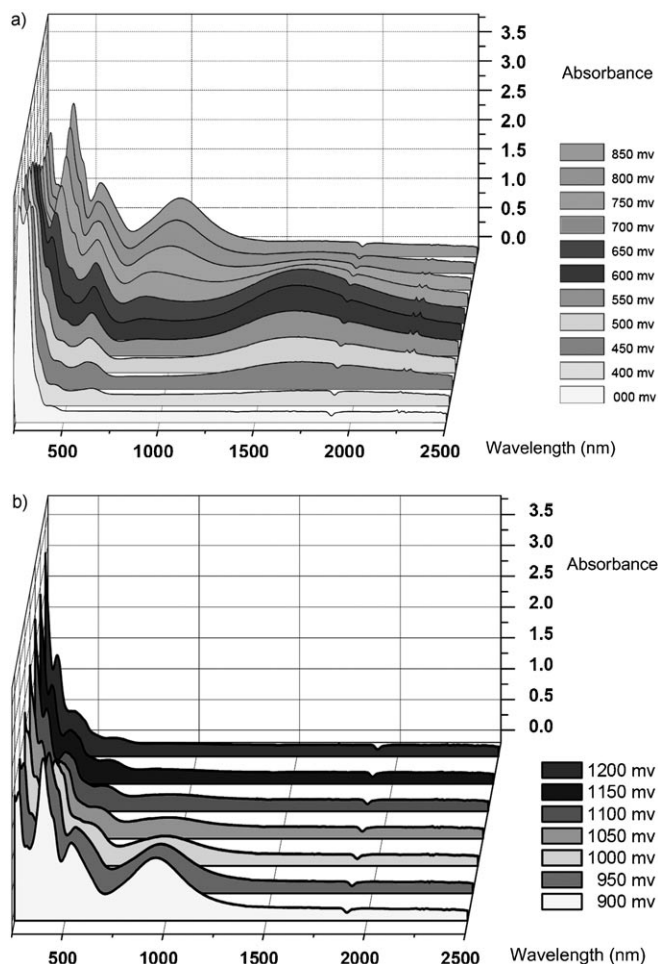 a)
3.5
3.0
2.5
2.0
1.5
1.0
0.5
0.0
Absorbance
850 mv
800 mv
750 mv
700 mv
650 mv
600 mv
550 mv
500 mv
450 mv
400 mv
000 mv
500 1000 1500 2000 2500
Wavelength (nm)
b)
3.5
3.0
2.5
2.0
1.5
1.0
0.5
0.0
Absorbance
1200 mv
1150 mv
1100 mv
1050 mv
1000 mv
950 mv
900 mv
500 1000 1500 2000 2500
Wavelength (nm)